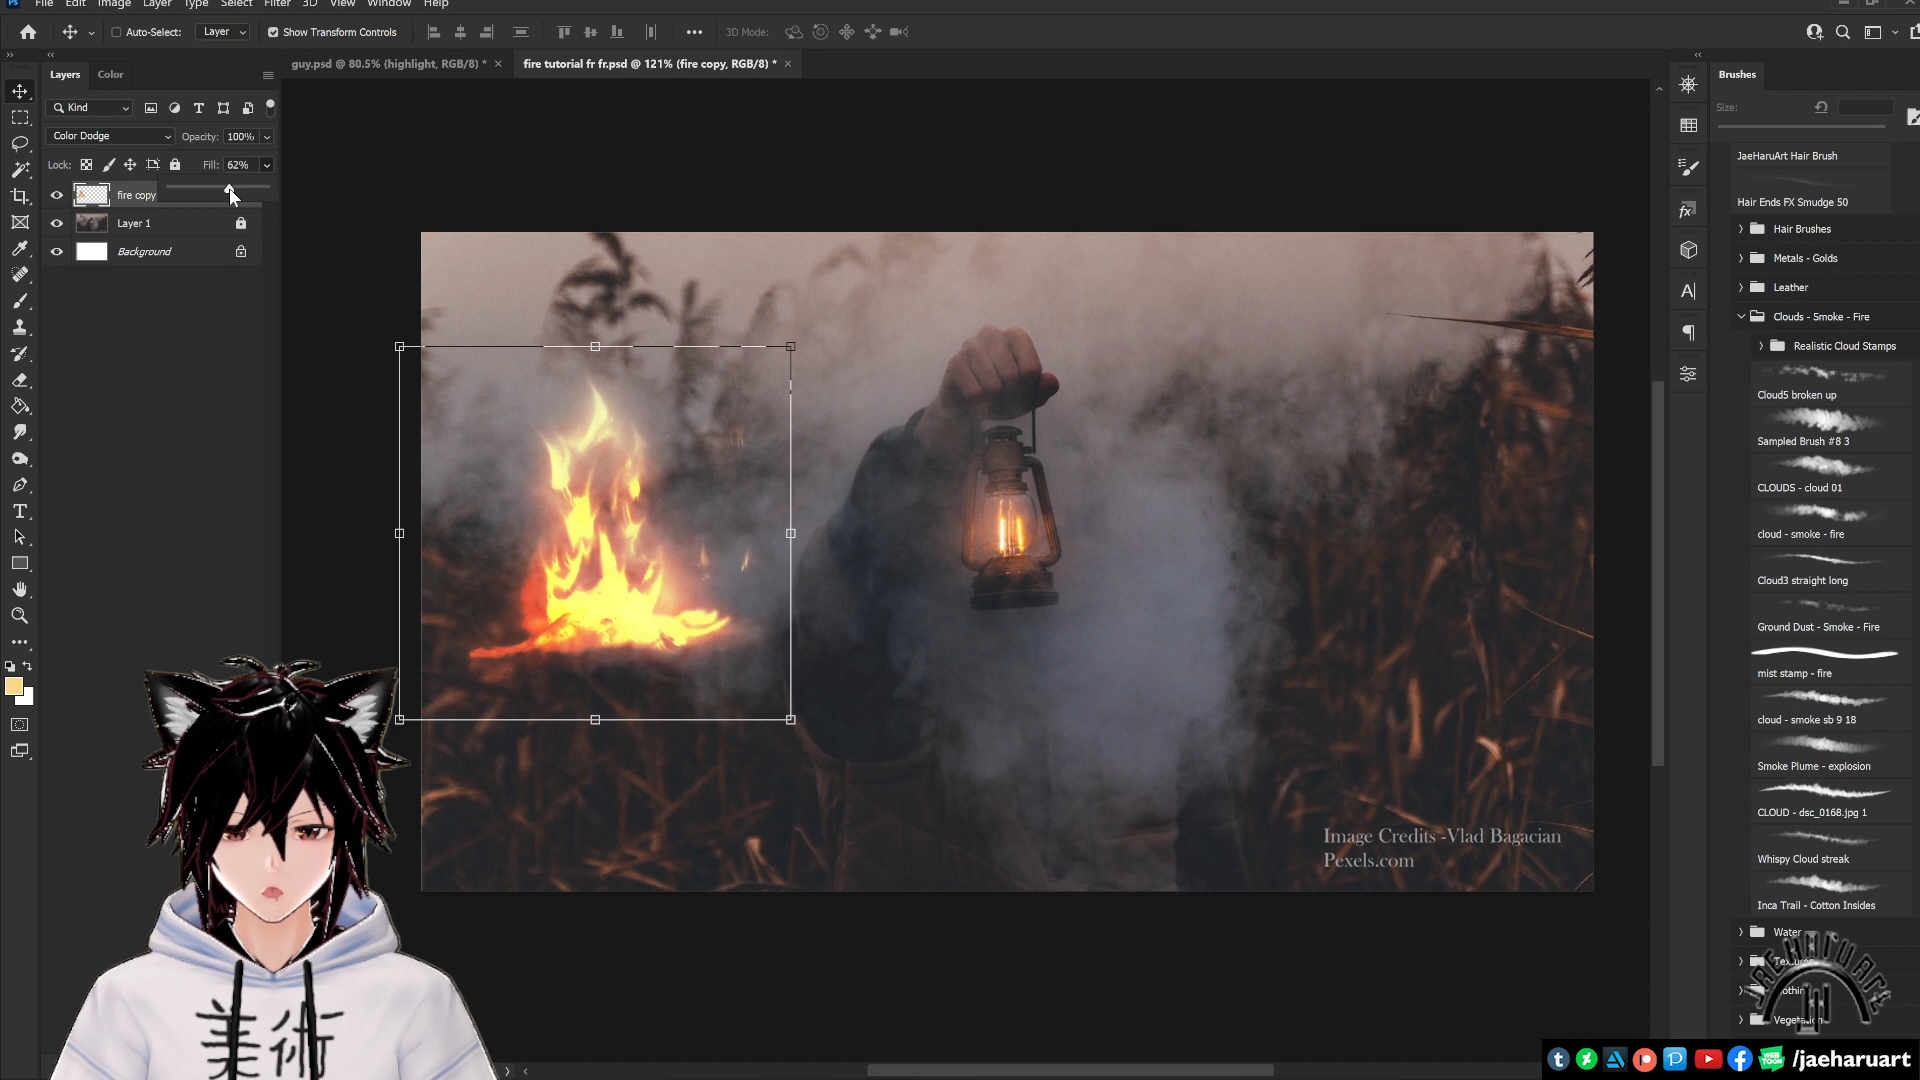 File Edit Image Layer Type Select Filter 3D View Window Help
Auto-Select: Layer Show Transform Controls 3D Mode:
guy.psd @ 80.5% (highlight, RGB/8) *
fire tutorial fr fr.psd @ 121% (fire copy, RGB/8) *
Layers Color
Kind
Color Dodge Opacity: 100%
Lock: Fill: 62%
fire copy
Layer 1
Background
Image Credits -Vlad Bagacian
Pexels.com
美術
Brushes
Size:
JaeHaruArt Hair Brush
Hair Ends FX Smudge 50
Hair Brushes
Metals - Golds
Leather
Clouds - Smoke - Fire
Realistic Cloud Stamps
Cloud5 broken up
Sampled Brush #8 3
CLOUDS - cloud 01
cloud - smoke - fire
Cloud3 straight long
Ground Dust - Smoke - Fire
mist stamp - fire
cloud - smoke sb 9 18
Smoke Plume - explosion
CLOUD - dsc_0168.jpg 1
Whispy Cloud streak
Inca Trail - Cotton Insides
Water
JAE HARU ART
/jaeharuart